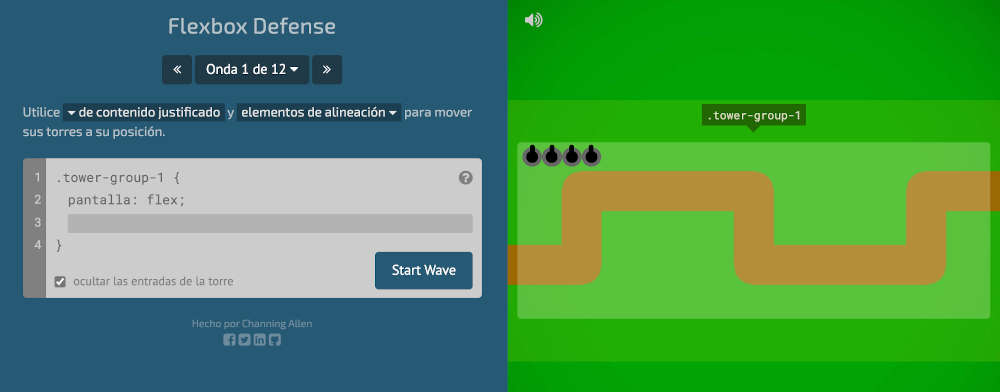 Flexbox Defense
« Onda 1 de 12 »
Utilice de contenido justificado y elementos de alineación para mover
sus torres a su posición.
1 .tower-group-1 {
2 pantalla: flex;
3
4 }
ocultar las entradas de la torre
Start Wave
Hecho por Channing Allen
.tower-group-1